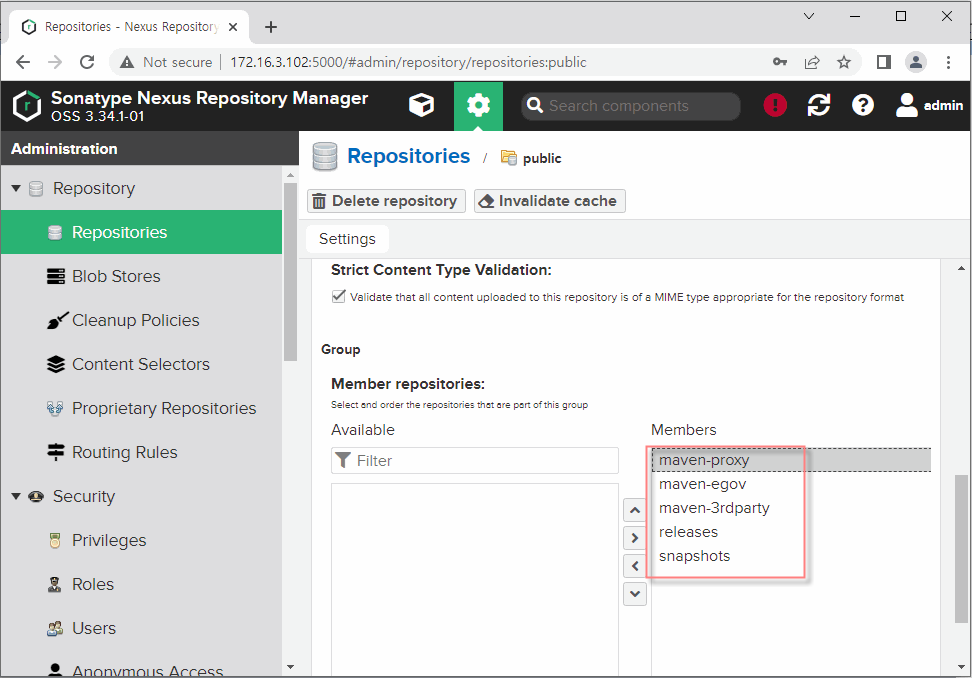 Repositories - Nexus Repository
Not secure | 172.16.3.102:5000/#admin/repository/repositories:public
Sonatype Nexus Repository Manager
OSS 3.34.1-01
Search components
admin
Administration
Repositories / public
Repository
Delete repository
Invalidate cache
Repositories
Settings
Strict Content Type Validation:
Blob Stores
Validate that all content uploaded to this repository is of a MIME type appropriate for the repository format
Cleanup Policies
Group
Content Selectors
Member repositories:
Select and order the repositories that are part of this group
Proprietary Repositories
Available
Members
Routing Rules
Filter
maven-proxy
maven-egov
Security
maven-3rdparty
releases
Privileges
snapshots
Roles
Users
Anonymous Access